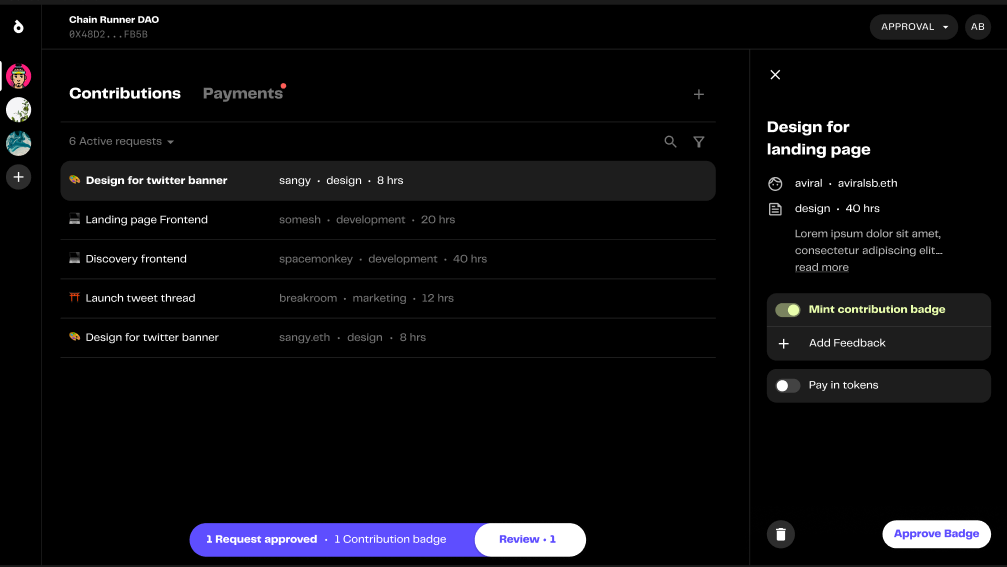 Chain Runner DAO
0X48D2...FB5B
APPROVAL
AB
Contributions
Payments
6 Active requests
Design for twitter banner sangy • design • 8 hrs
Landing page Frontend somesh • development • 20 hrs
Discovery frontend spacemonkey • development • 40 hrs
Launch tweet thread breakroom • marketing • 12 hrs
Design for twitter banner sangy.eth • design • 8 hrs
1 Request approved • 1 Contribution badge
Review • 1
Design for
landing page
aviral • aviralsb.eth
design • 40 hrs
Lorem ipsum dolor sit amet,
consectetur adipiscing elit...
read more
Mint contribution badge
Add Feedback
Pay in tokens
Approve Badge